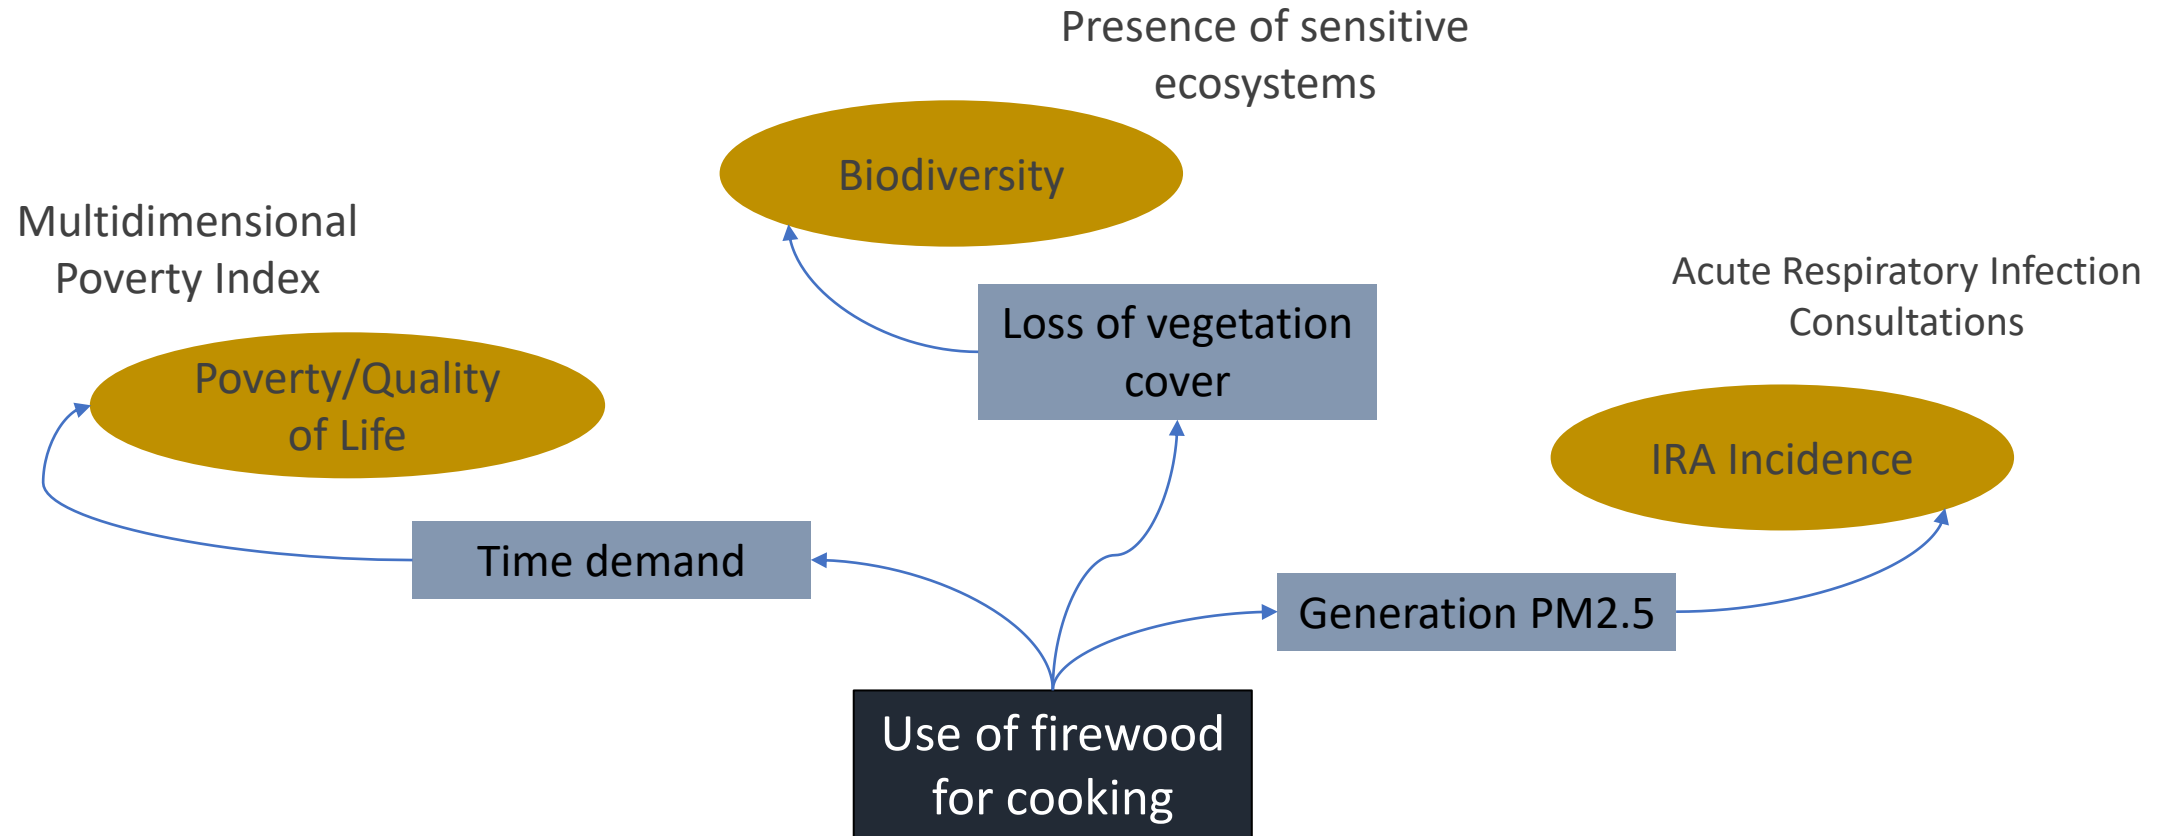 Presence of sensitive
ecosystems
Biodiversity
Multidimensional
Poverty Index
Acute Respiratory Infection
Consultations
Loss of vegetation
cover
Poverty/Quality
of Life
IRA Incidence
Time demand
Generation PM2.5
Use of firewood
for cooking